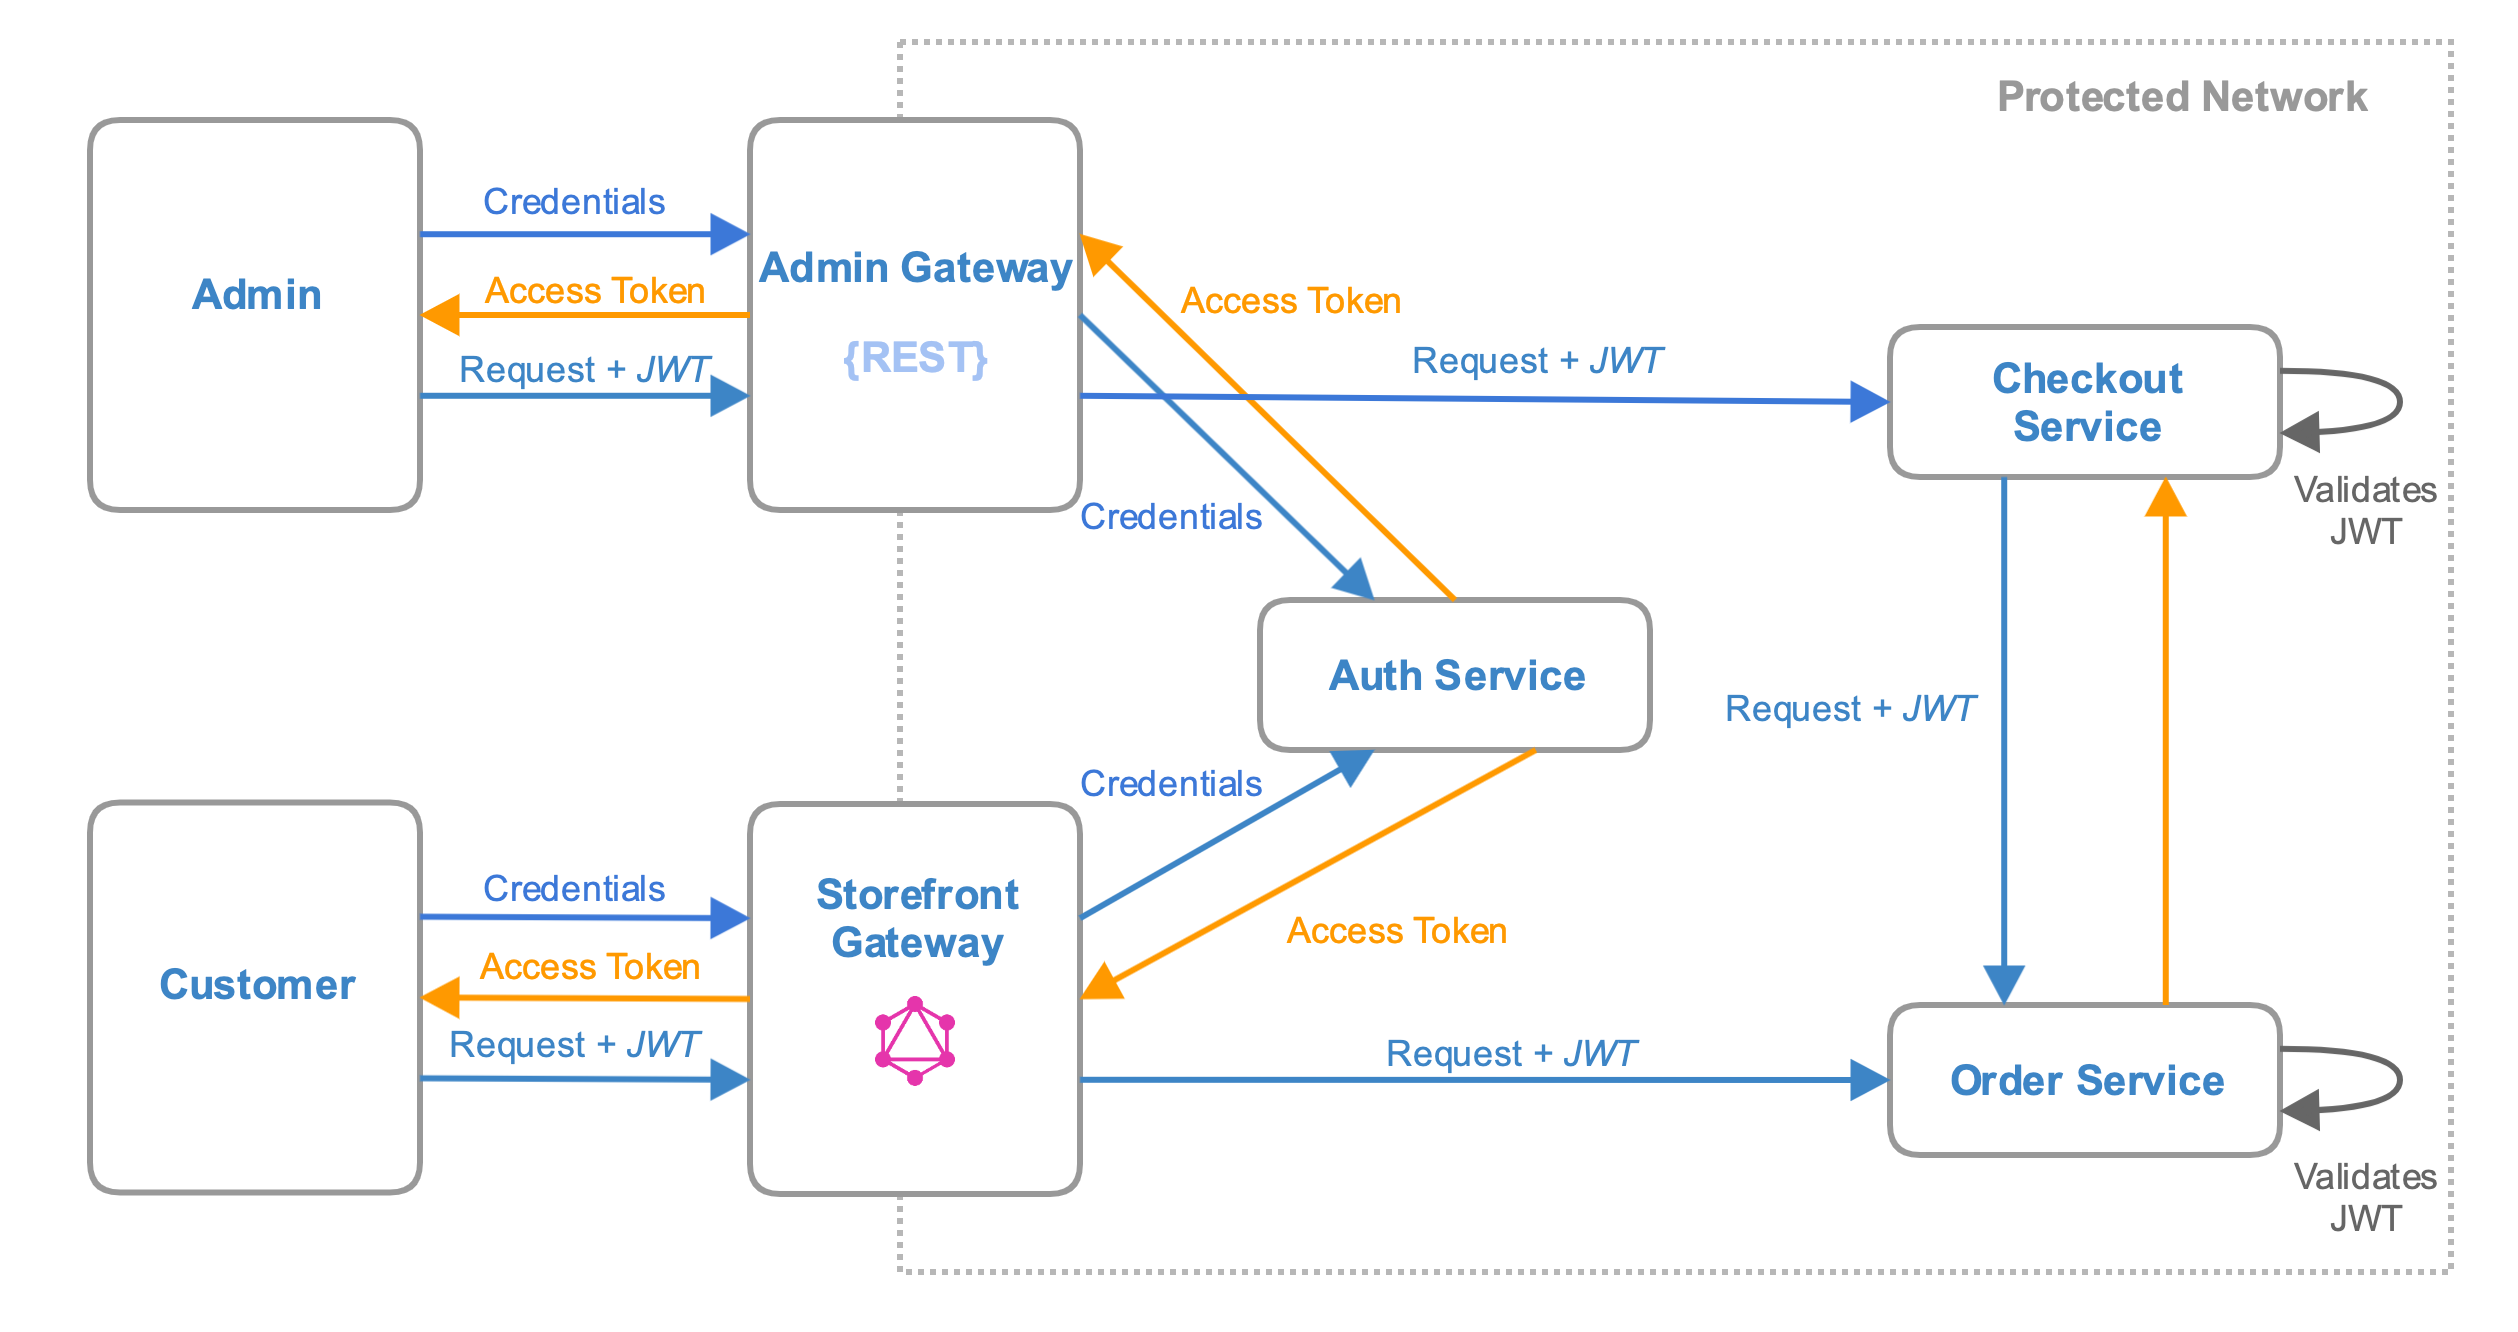 Protected Network
Credentials
Admin Gateway
Admin
Access Token
Access Token
{REST}
Request + JWT
Request + JWT
Checkout
Service
Validates
JWT
Credentials
Auth Service
Request + JWT
Credentials
Storefront
Gateway
Credentials
Access Token
Access Token
Customer
Request + JWT
Request + JWT
Order Service
Validates
JWT